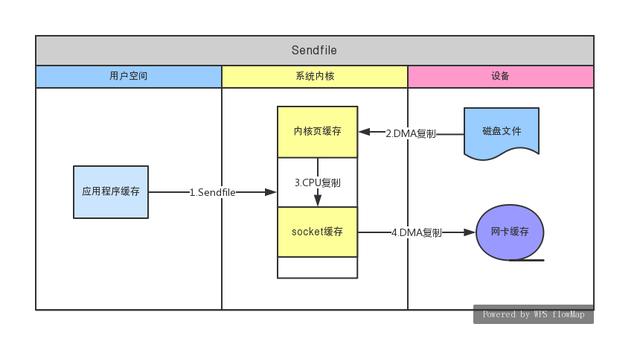 Sendfile
用户空间
系统内核
设备
内核页缓存
2.DMA复制
磁盘文件
应用程序缓存
1.Sendfile
3.CPU复制
socket缓存
4.DMA复制
网卡缓存
Powered by WPS flowMap